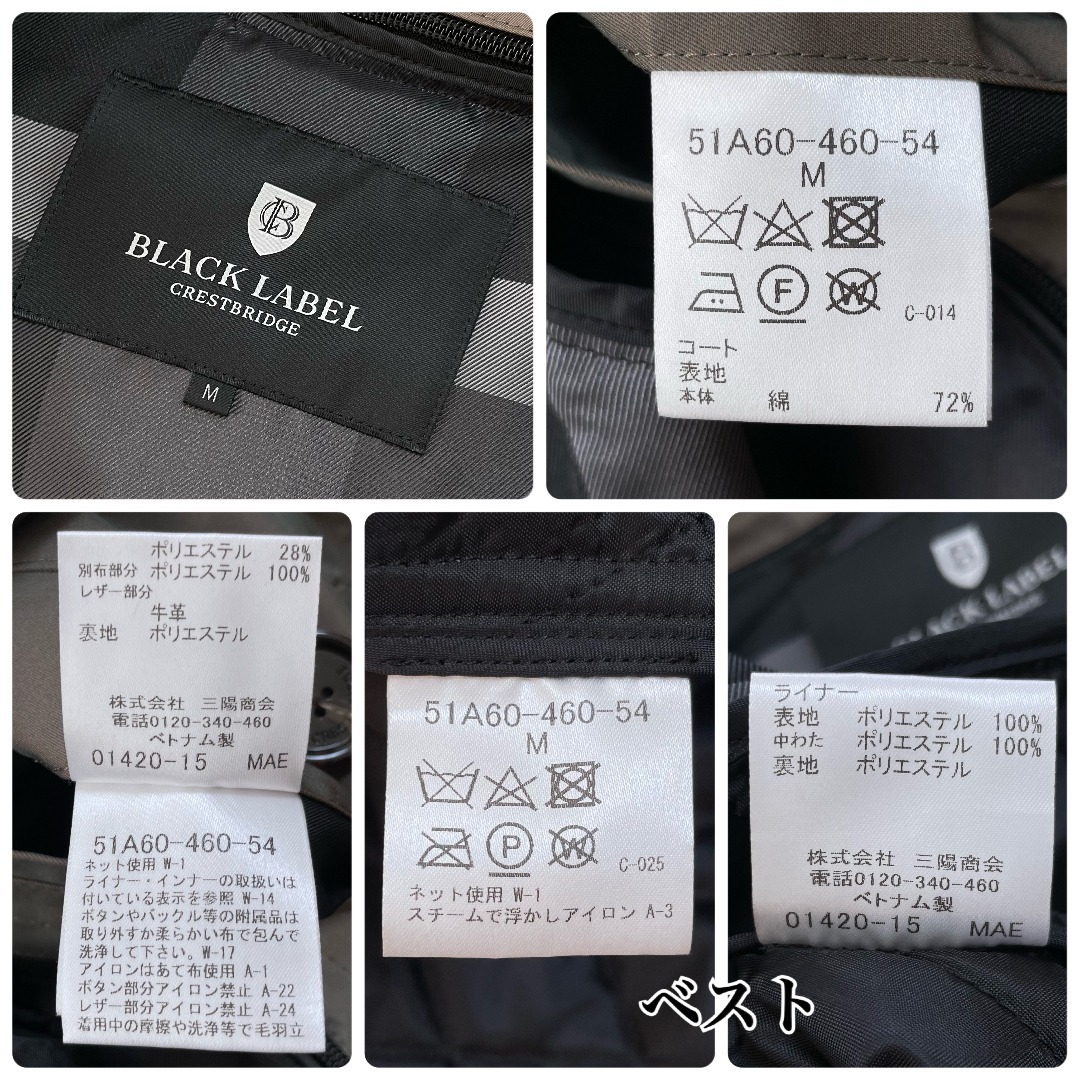 BLACK LABEL
CRESTBRIDGE
M
51A60-460-54
M
F
W
C-014
コート
表地
本体 綿 72%
ポリエステル 28%
別布部分 ポリエステル 100%
レザー部分
牛革
裏地 ポリエステル
株式会社 三陽商会
電話0120-340-460
ベトナム製
01420-15 MAE
51A60-460-54
ネット使用 W-1
ライナー・インナーの取扱いは
付いている表示を参照 W-14
ボタンやバックル等の附属品は
取り外すか柔らかい布で包んで
洗浄して下さい。W-17
アイロンはあて布使用 A-1
ボタン部分アイロン禁止 A-22
レザー部分アイロン禁止 A-24
着用中の摩擦や洗浄等で毛羽立
51A60-460-54
M
P
W
C-025
ネット使用 W-1
スチームで浮かしアイロン A-3
BLACK LABEL
ライナー
表地 ポリエステル 100%
中わた ポリエステル 100%
裏地 ポリエステル
株式会社 三陽商会
電話0120-340-460
ベトナム製
01420-15 MAE
ベスト